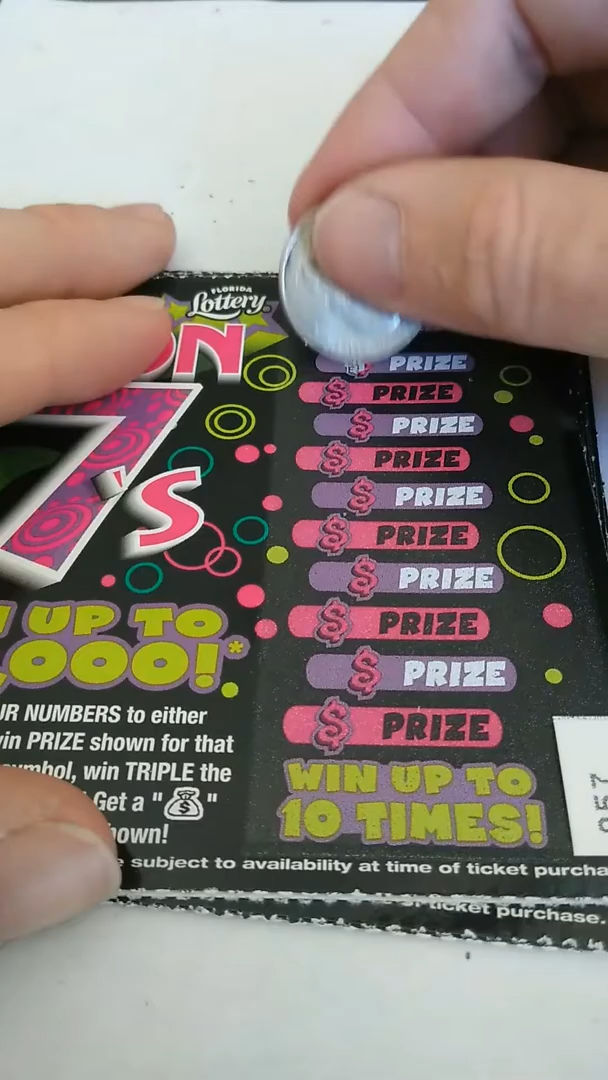 FLORIDA
Lottery
ON
7's
UP TO
,000!*
UR NUMBERS to either
win PRIZE shown for that
symbol, win TRIPLE the
Get a " "
hown!
subject to availability at time of ticket purcha
$ PRIZE
$ PRIZE
$ PRIZE
$ PRIZE
$ PRIZE
$ PRIZE
$ PRIZE
$ PRIZE
$ PRIZE
$ PRIZE
WIN UP TO
10 TIMES!
ticket purchase.